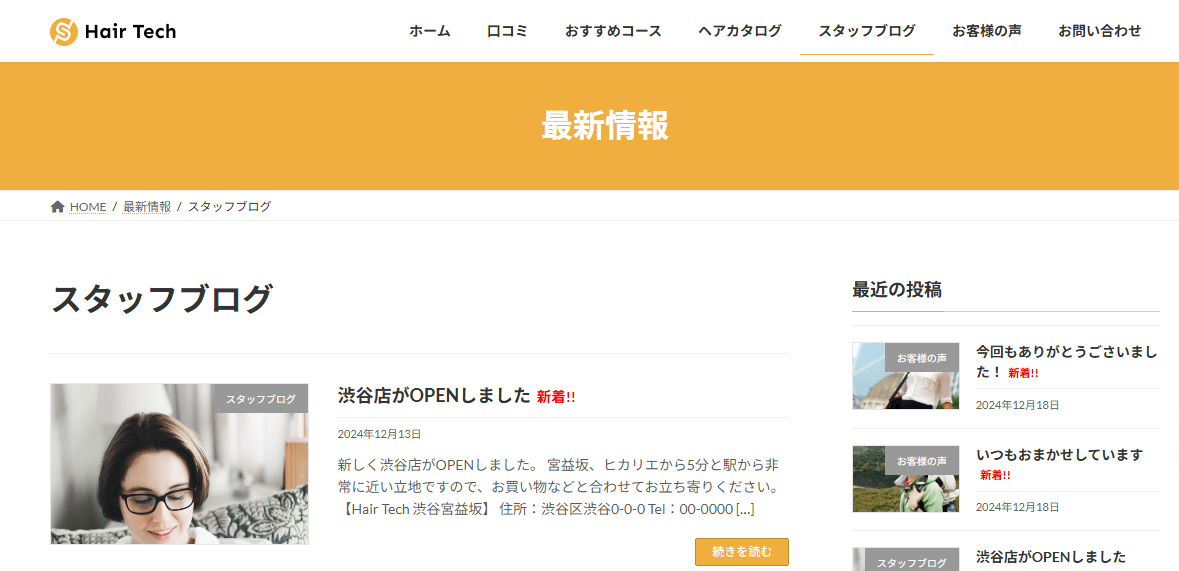 Hair Tech
ホーム 口コミ おすすめコース ヘアカタログ スタッフブログ お客様の声 お問い合わせ
最新情報
HOME / 最新情報 / スタッフブログ
スタッフブログ
スタッフブログ
渋谷店がOPENしました 新着!!
2024年12月13日
新しく渋谷店がOPENしました。 宮益坂、ヒカリエから5分と駅から非
常に近い立地ですので、お買い物などと合わせてお立ち寄りください。
【Hair Tech 渋谷宮益坂】 住所：渋谷区渋谷0-0-0 Tel：00-0000 [...]
続きを読む
最近の投稿
お客様の声
今回もありがとうございまし
た！ 新着!!
2024年12月18日
お客様の声
いつもおまかせしています
新着!!
2024年12月18日
スタッフブログ
渋谷店がOPENしました